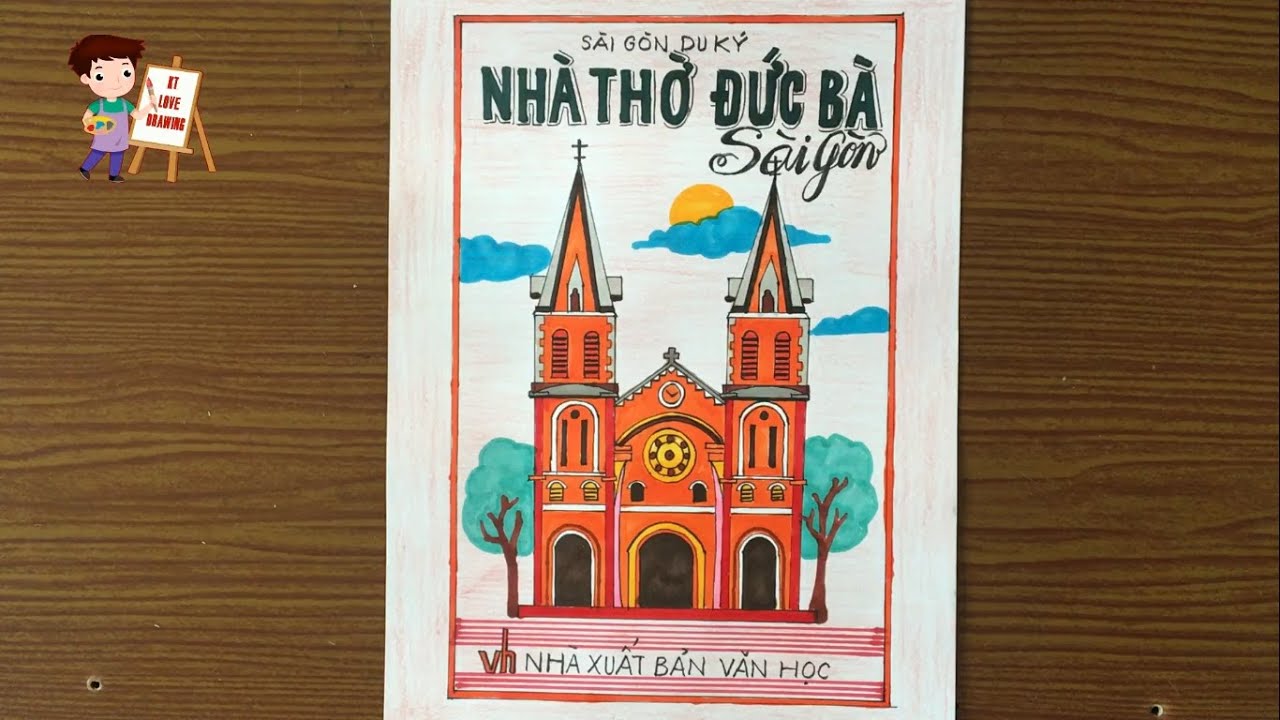 KT
LOVE
DRAWING
SÀI GÒN DU KÝ
NHÀ THỜ ĐỨC BÀ
Sài Gòn
vh NHÀ XUẤT BẢN VĂN HỌC